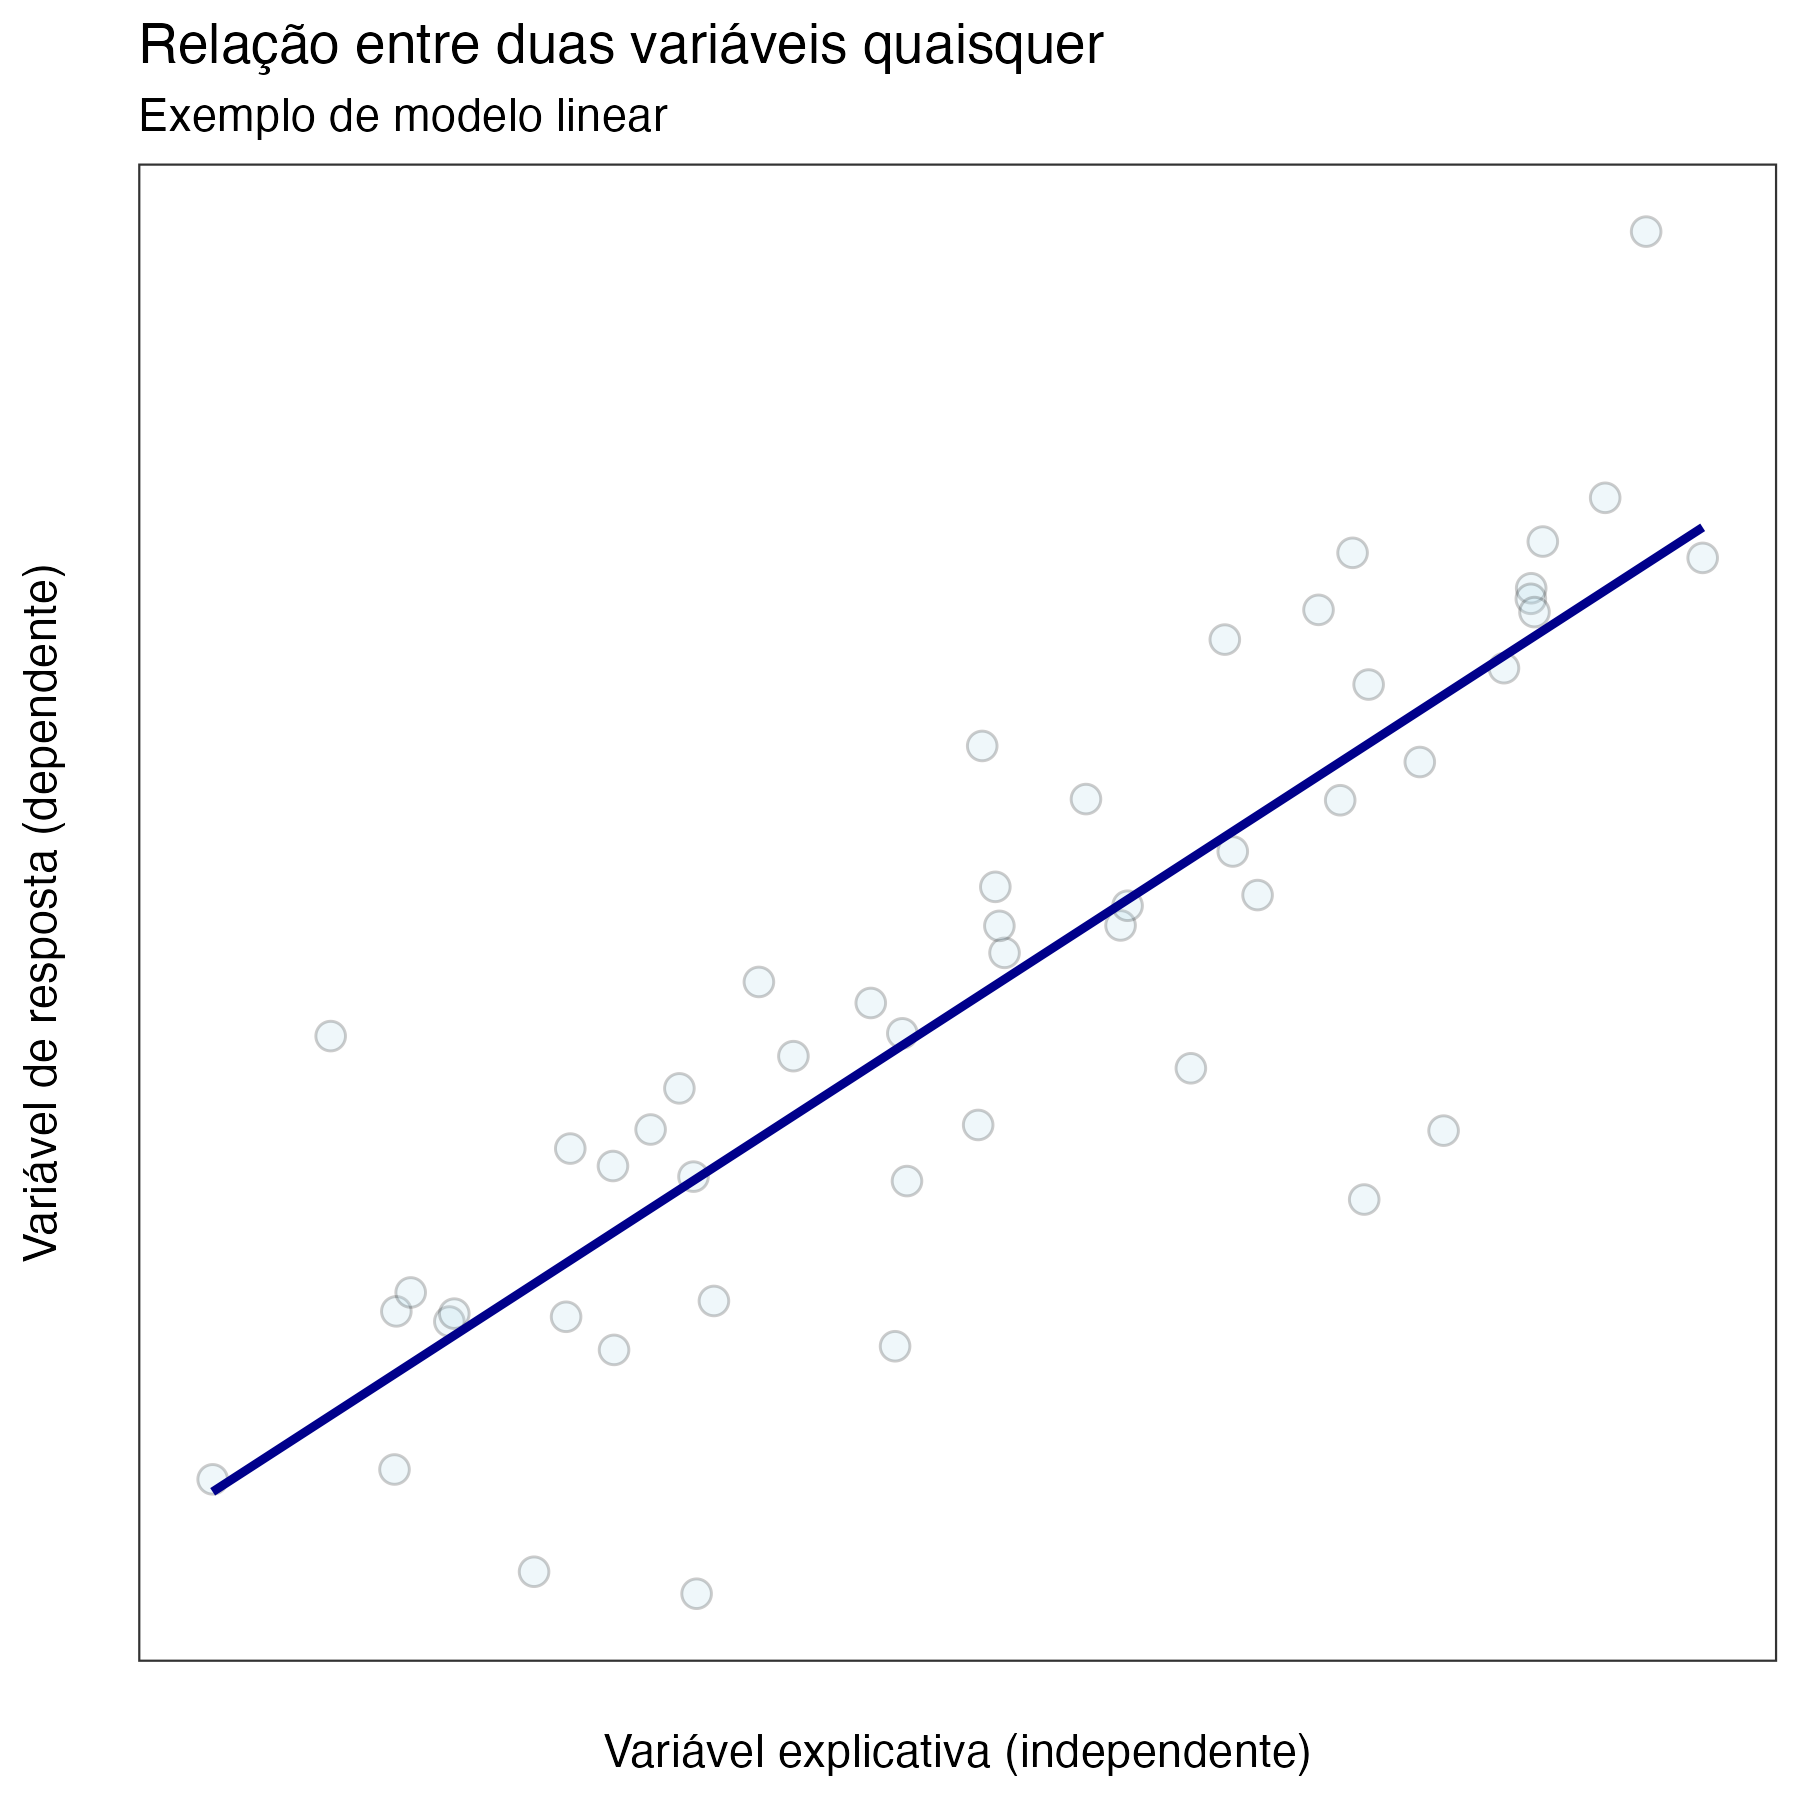 Relação entre duas variáveis quaisquer
Exemplo de modelo linear
Variável de resposta (dependente)
Variável explicativa (independente)